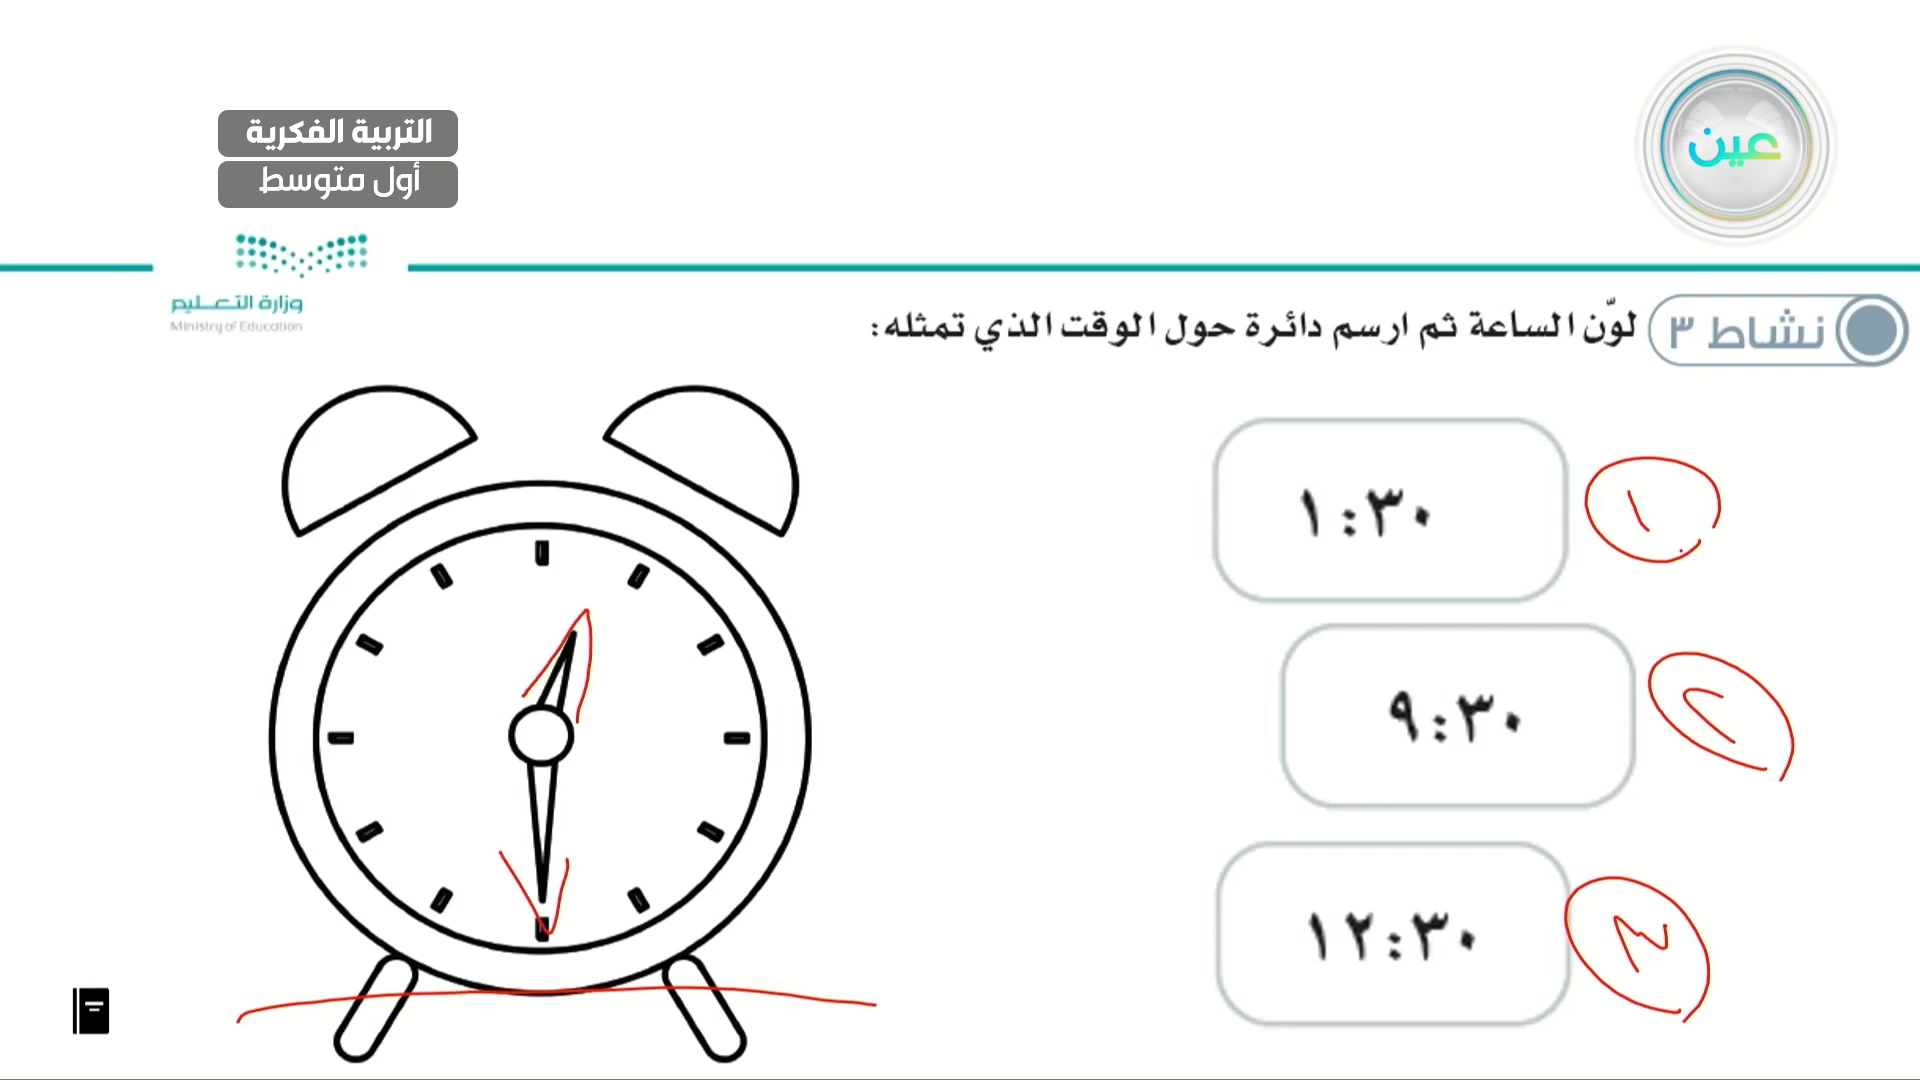 عين
التربية الفكرية
أول متوسط
وزارة التعليم
Ministry of Education
نشاط ٣
لوّن الساعة ثم ارسم دائرة حول الوقت الذي تمثله:
١:٣٠
١
٩:٣٠
٢
١٢:٣٠
٣